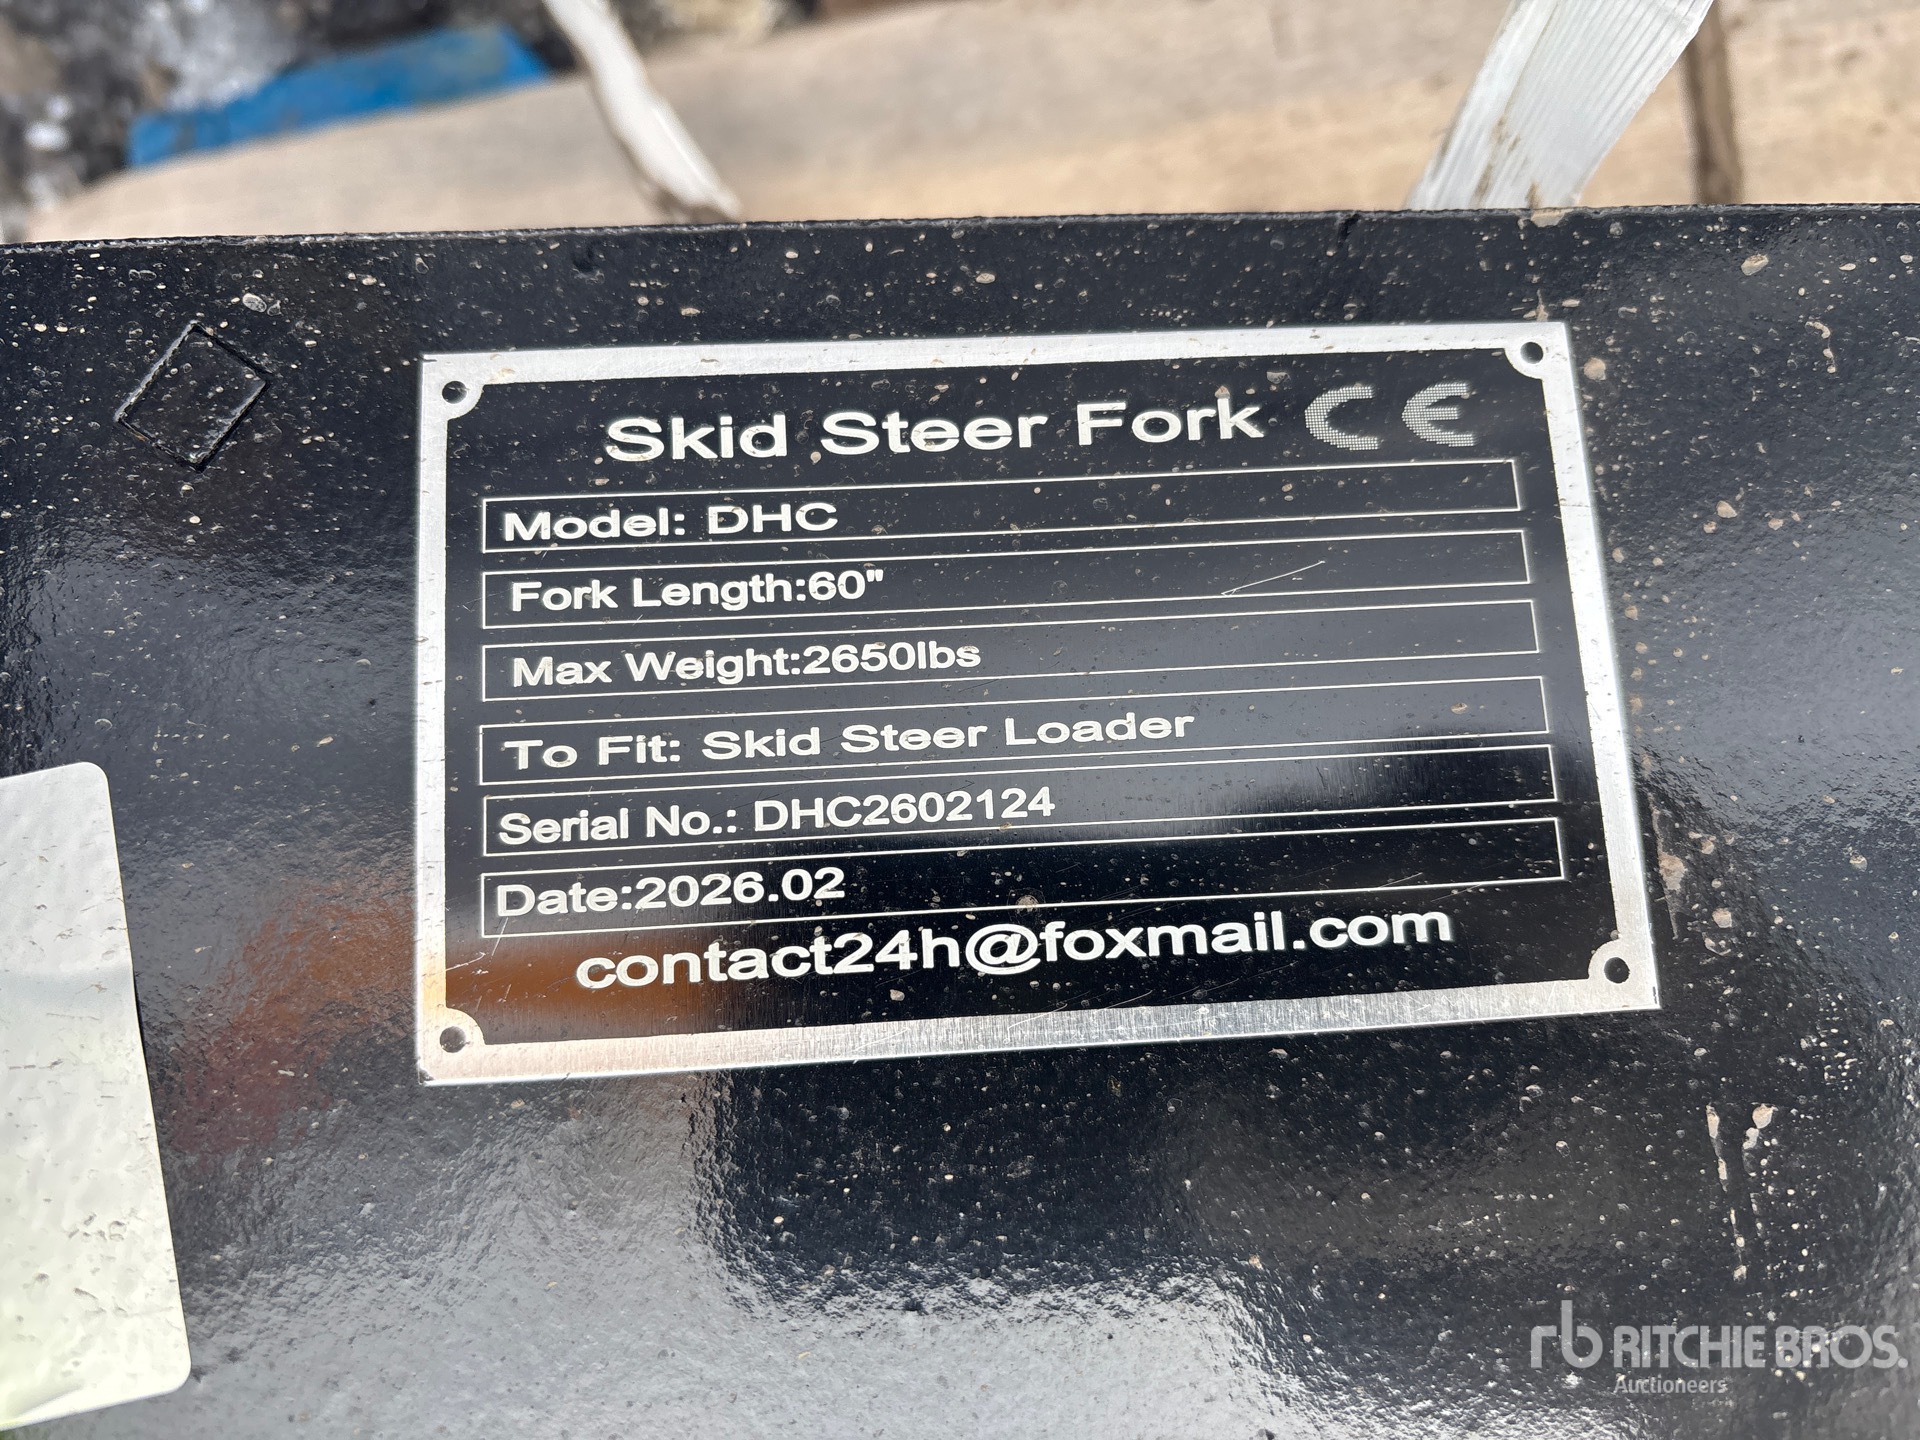 Skid Steer Fork CE
Model: DHC
Fork Length:60"
Max Weight:2650lbs
To Fit: Skid Steer Loader
Serial No.: DHC2602124
Date:2026.02
contact24h@foxmail.com
rb RITCHIE BROS.
Auctioneers